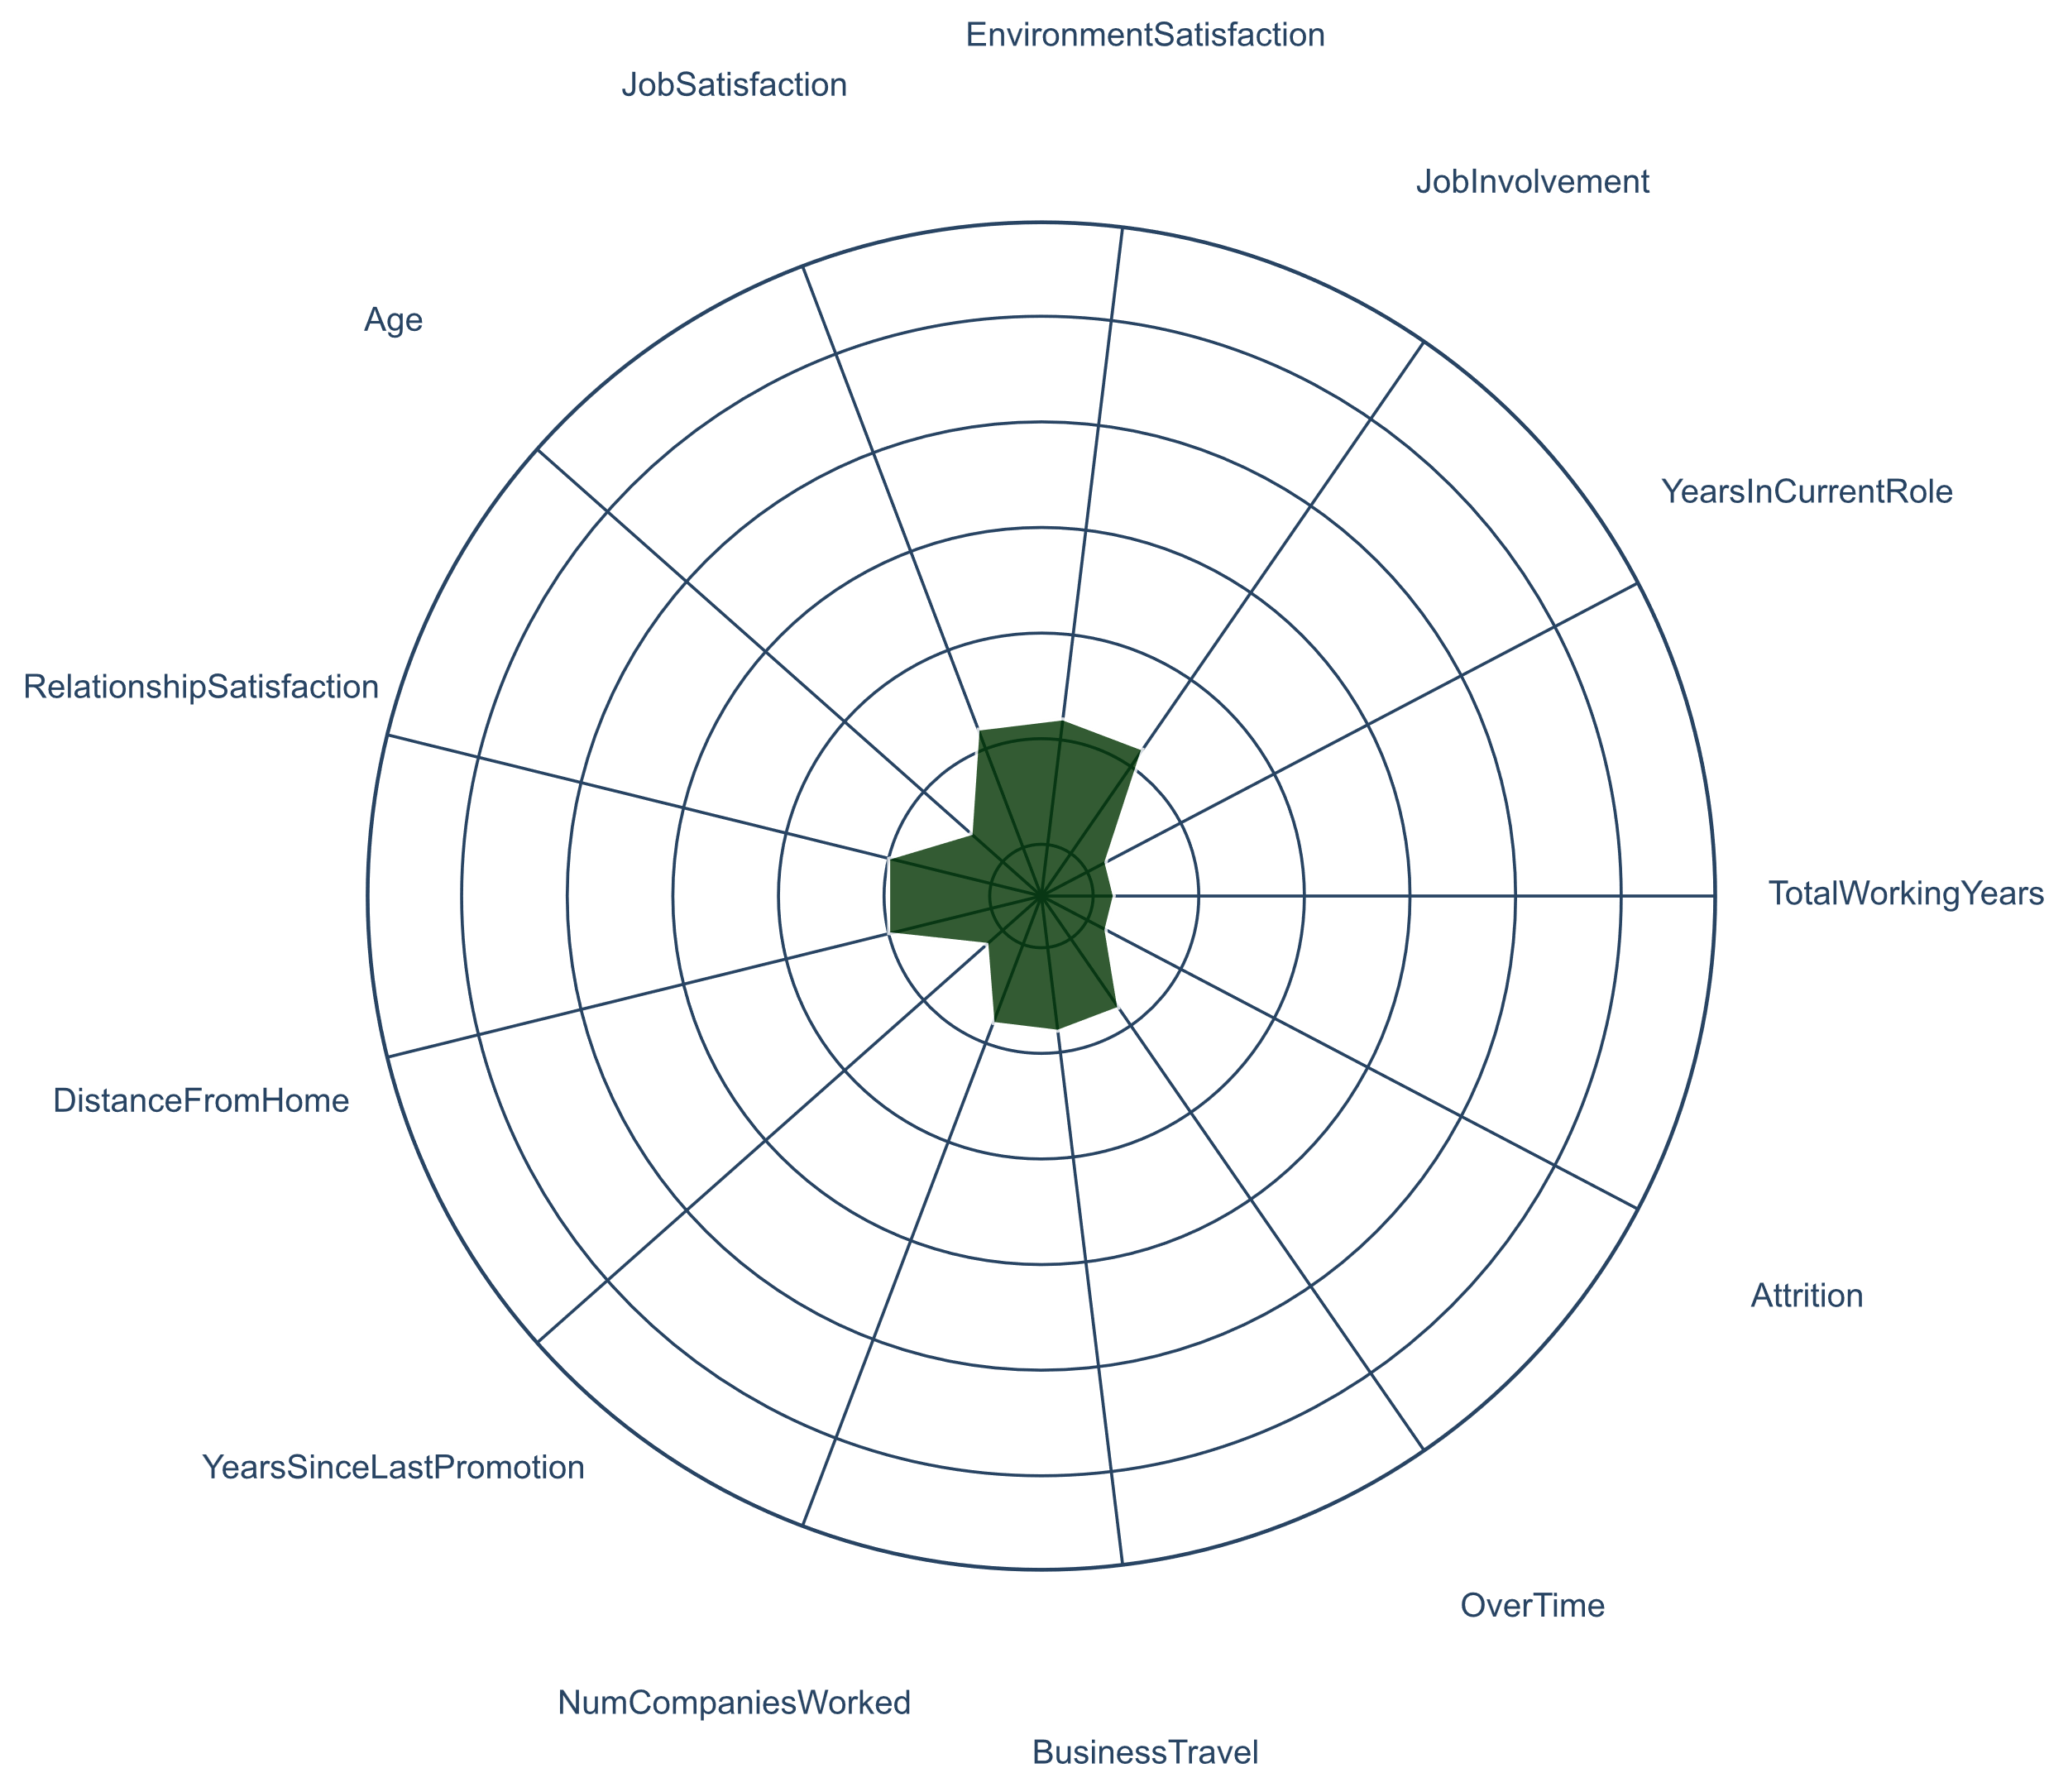 EnvironmentSatisfaction
JobSatisfaction
JobInvolvement
Age
YearsInCurrentRole
RelationshipSatisfaction
TotalWorkingYears
DistanceFromHome
Attrition
YearsSinceLastPromotion
OverTime
NumCompaniesWorked
BusinessTravel